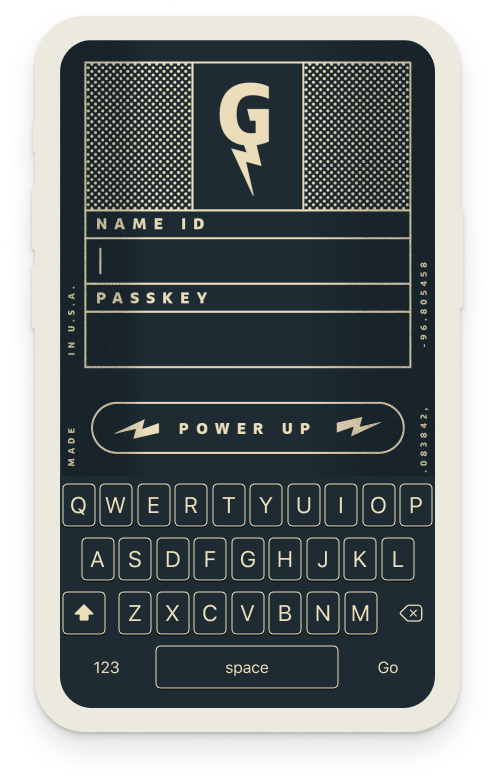 G
NAME ID
PASSKEY
IN U.S.A.
-96.805458
POWER UP
MADE
.083842,
Q W E R T Y U I O P
A S D F G H J K L
Z X C V B N M
123 space Go